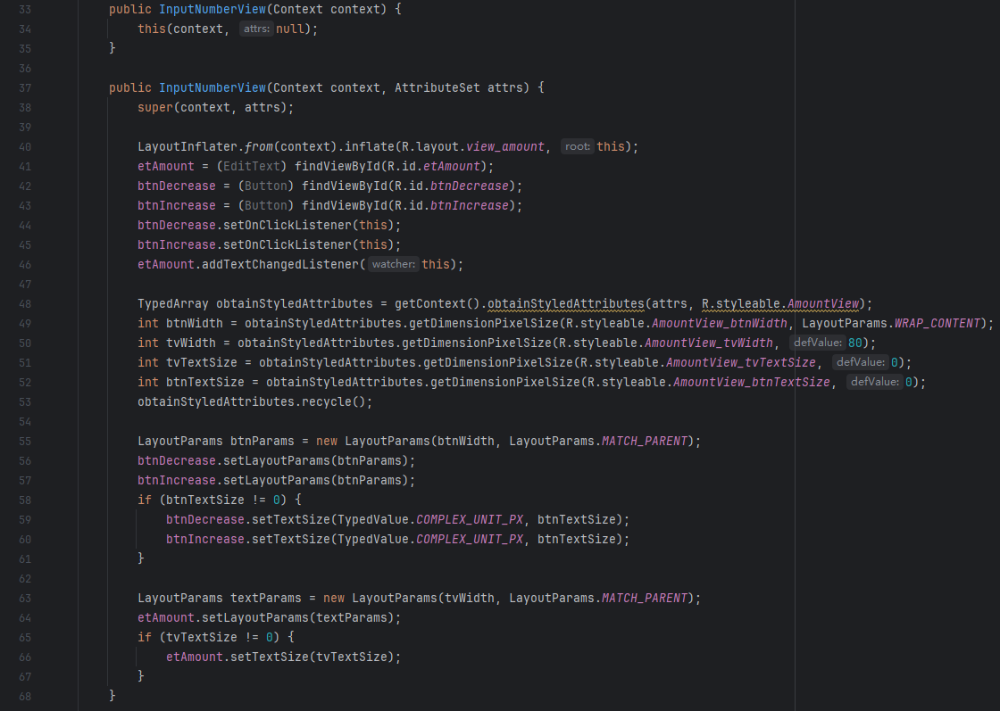 33 public InputNumberView(Context context) {
34 this(context, attrs: null);
35 }
36
37 public InputNumberView(Context context, AttributeSet attrs) {
38 super(context, attrs);
39
40 LayoutInflater.from(context).inflate(R.layout.view_amount, root: this);
41 etAmount = (EditText) findViewById(R.id.etAmount);
42 btnDecrease = (Button) findViewById(R.id.btnDecrease);
43 btnIncrease = (Button) findViewById(R.id.btnIncrease);
44 btnDecrease.setOnClickListener(this);
45 btnIncrease.setOnClickListener(this);
46 etAmount.addTextChangedListener( watcher: this);
47
48 TypedArray obtainStyledAttributes = getContext().obtainStyledAttributes(attrs, R.styleable.AmountView);
49 int btnWidth = obtainStyledAttributes.getDimensionPixelSize(R.styleable.AmountView_btnWidth, LayoutParams.WRAP_CONTENT);
50 int tvWidth = obtainStyledAttributes.getDimensionPixelSize(R.styleable.AmountView_tvWidth, defValue: 80);
51 int tvTextSize = obtainStyledAttributes.getDimensionPixelSize(R.styleable.AmountView_tvTextSize, defValue: 0);
52 int btnTextSize = obtainStyledAttributes.getDimensionPixelSize(R.styleable.AmountView_btnTextSize, defValue: 0);
53 obtainStyledAttributes.recycle();
54
55 LayoutParams btnParams = new LayoutParams(btnWidth, LayoutParams.MATCH_PARENT);
56 btnDecrease.setLayoutParams(btnParams);
57 btnIncrease.setLayoutParams(btnParams);
58 if (btnTextSize != 0) {
59 btnDecrease.setTextSize(TypedValue.COMPLEX_UNIT_PX, btnTextSize);
60 btnIncrease.setTextSize(TypedValue.COMPLEX_UNIT_PX, btnTextSize);
61 }
62
63 LayoutParams textParams = new LayoutParams(tvWidth, LayoutParams.MATCH_PARENT);
64 etAmount.setLayoutParams(textParams);
65 if (tvTextSize != 0) {
66 etAmount.setTextSize(tvTextSize);
67 }
68 }